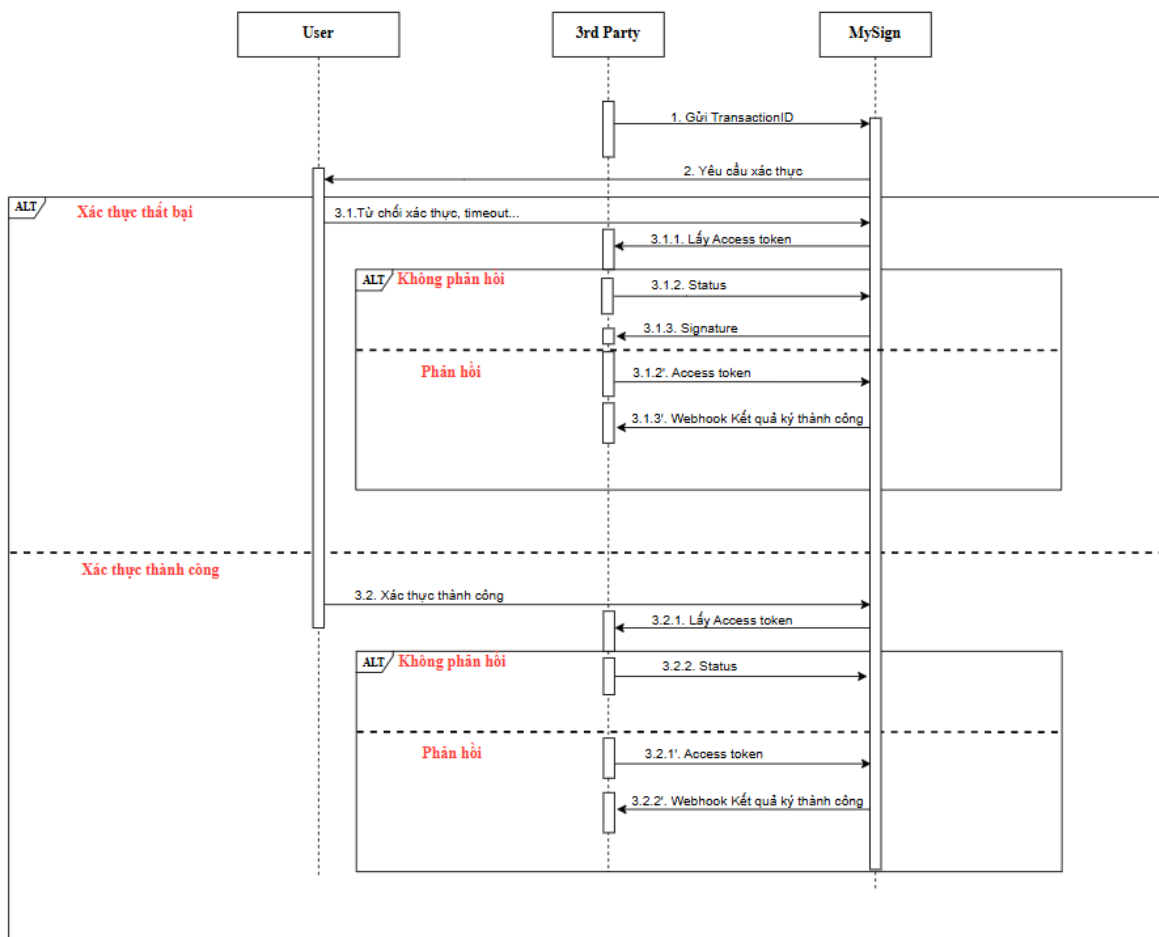 User
3rd Party
MySign
1. Gửi TransactionID
2. Yêu cầu xác thực
ALT
Xác thực thất bại
3.1.Từ chối xác thực, timeout...
3.1.1. Lấy Access token
ALT
Không phản hồi
3.1.2. Status
3.1.3. Signature
Phản hồi
3.1.2'. Access token
3.1.3'. Webhook Kết quả ký thành công
Xác thực thành công
3.2. Xác thực thành công
3.2.1. Lấy Access token
ALT
Không phản hồi
3.2.2. Status
Phản hồi
3.2.1'. Access token
3.2.2'. Webhook Kết quả ký thành công